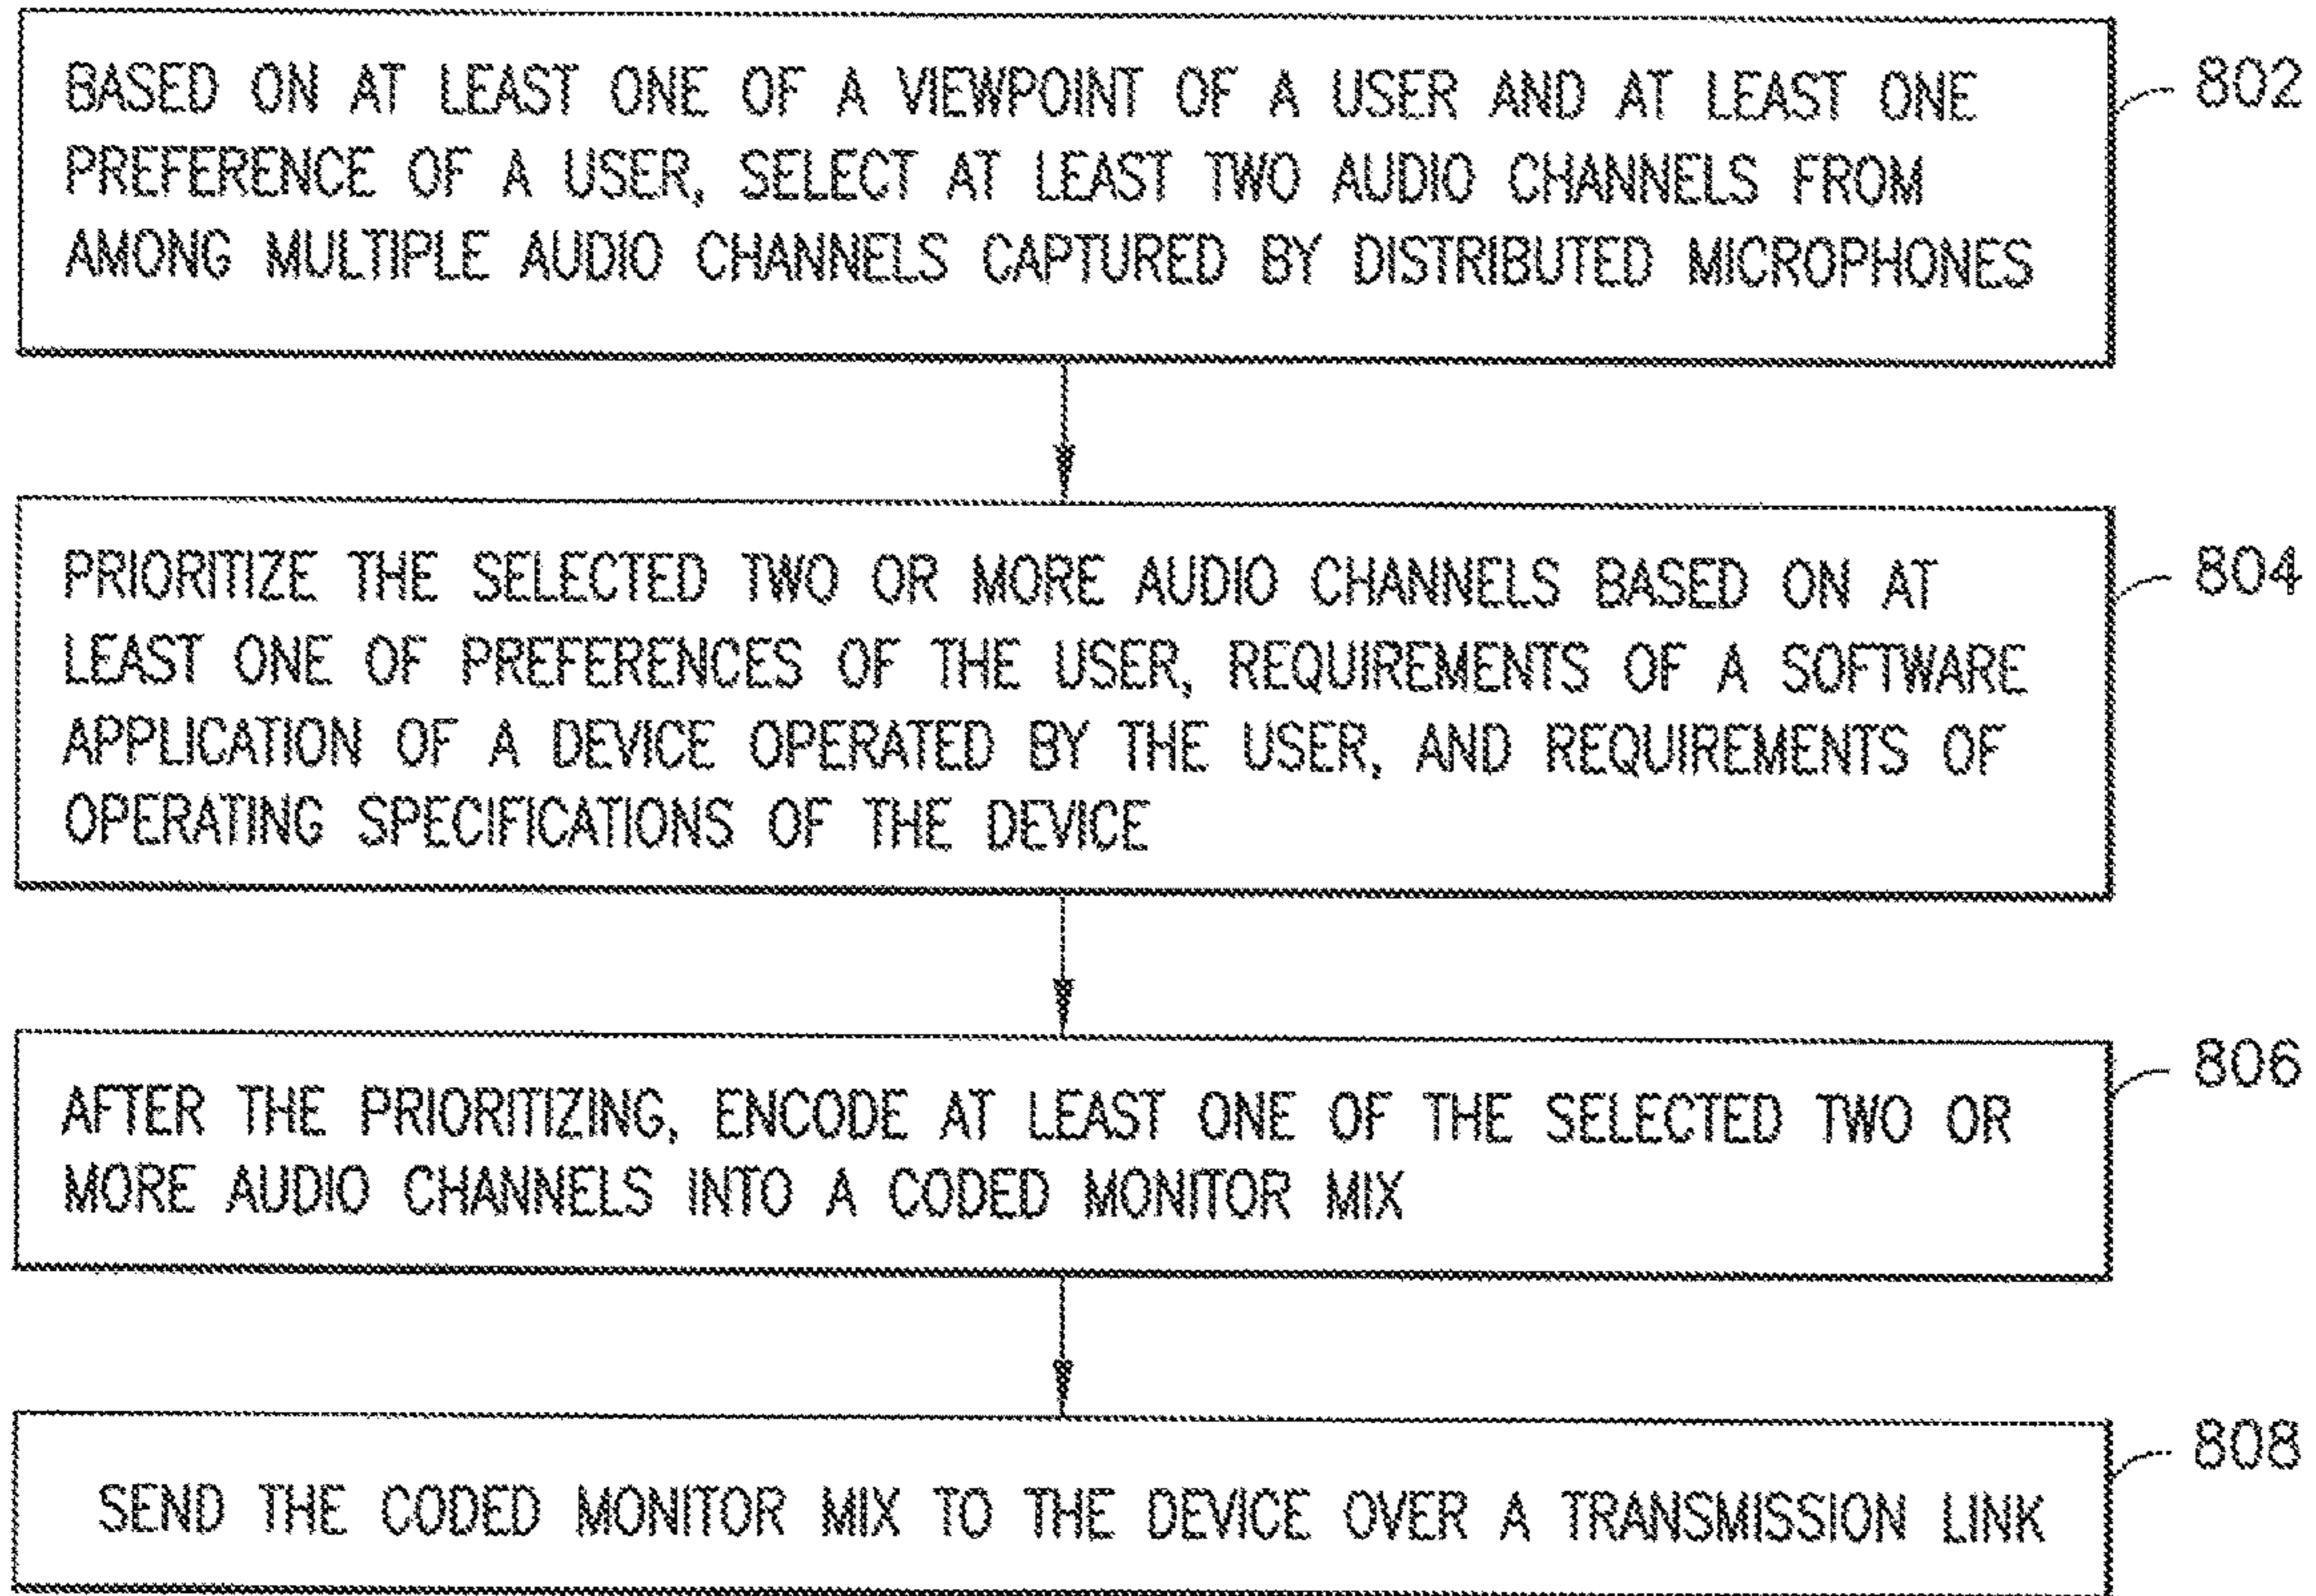 BASED ON AT LEAST ONE OF A VIEWPOINT OF A USER AND AT LEAST ONE
PREFERENCE OF A USER, SELECT AT LEAST TWO AUDIO CHANNELS FROM
AMONG MULTIPLE AUDIO CHANNELS CAPTURED BY DISTRIBUTED MICROPHONES
802
PRIORITIZE THE SELECTED TWO OR MORE AUDIO CHANNELS BASED ON AT
LEAST ONE OF PREFERENCES OF THE USER, REQUIREMENTS OF A SOFTWARE
APPLICATION OF A DEVICE OPERATED BY THE USER, AND REQUIREMENTS OF
OPERATING SPECIFICATIONS OF THE DEVICE
804
AFTER THE PRIORITIZING, ENCODE AT LEAST ONE OF THE SELECTED TWO OR
MORE AUDIO CHANNELS INTO A CODED MONITOR MIX
806
SEND THE CODED MONITOR MIX TO THE DEVICE OVER A TRANSMISSION LINK
808